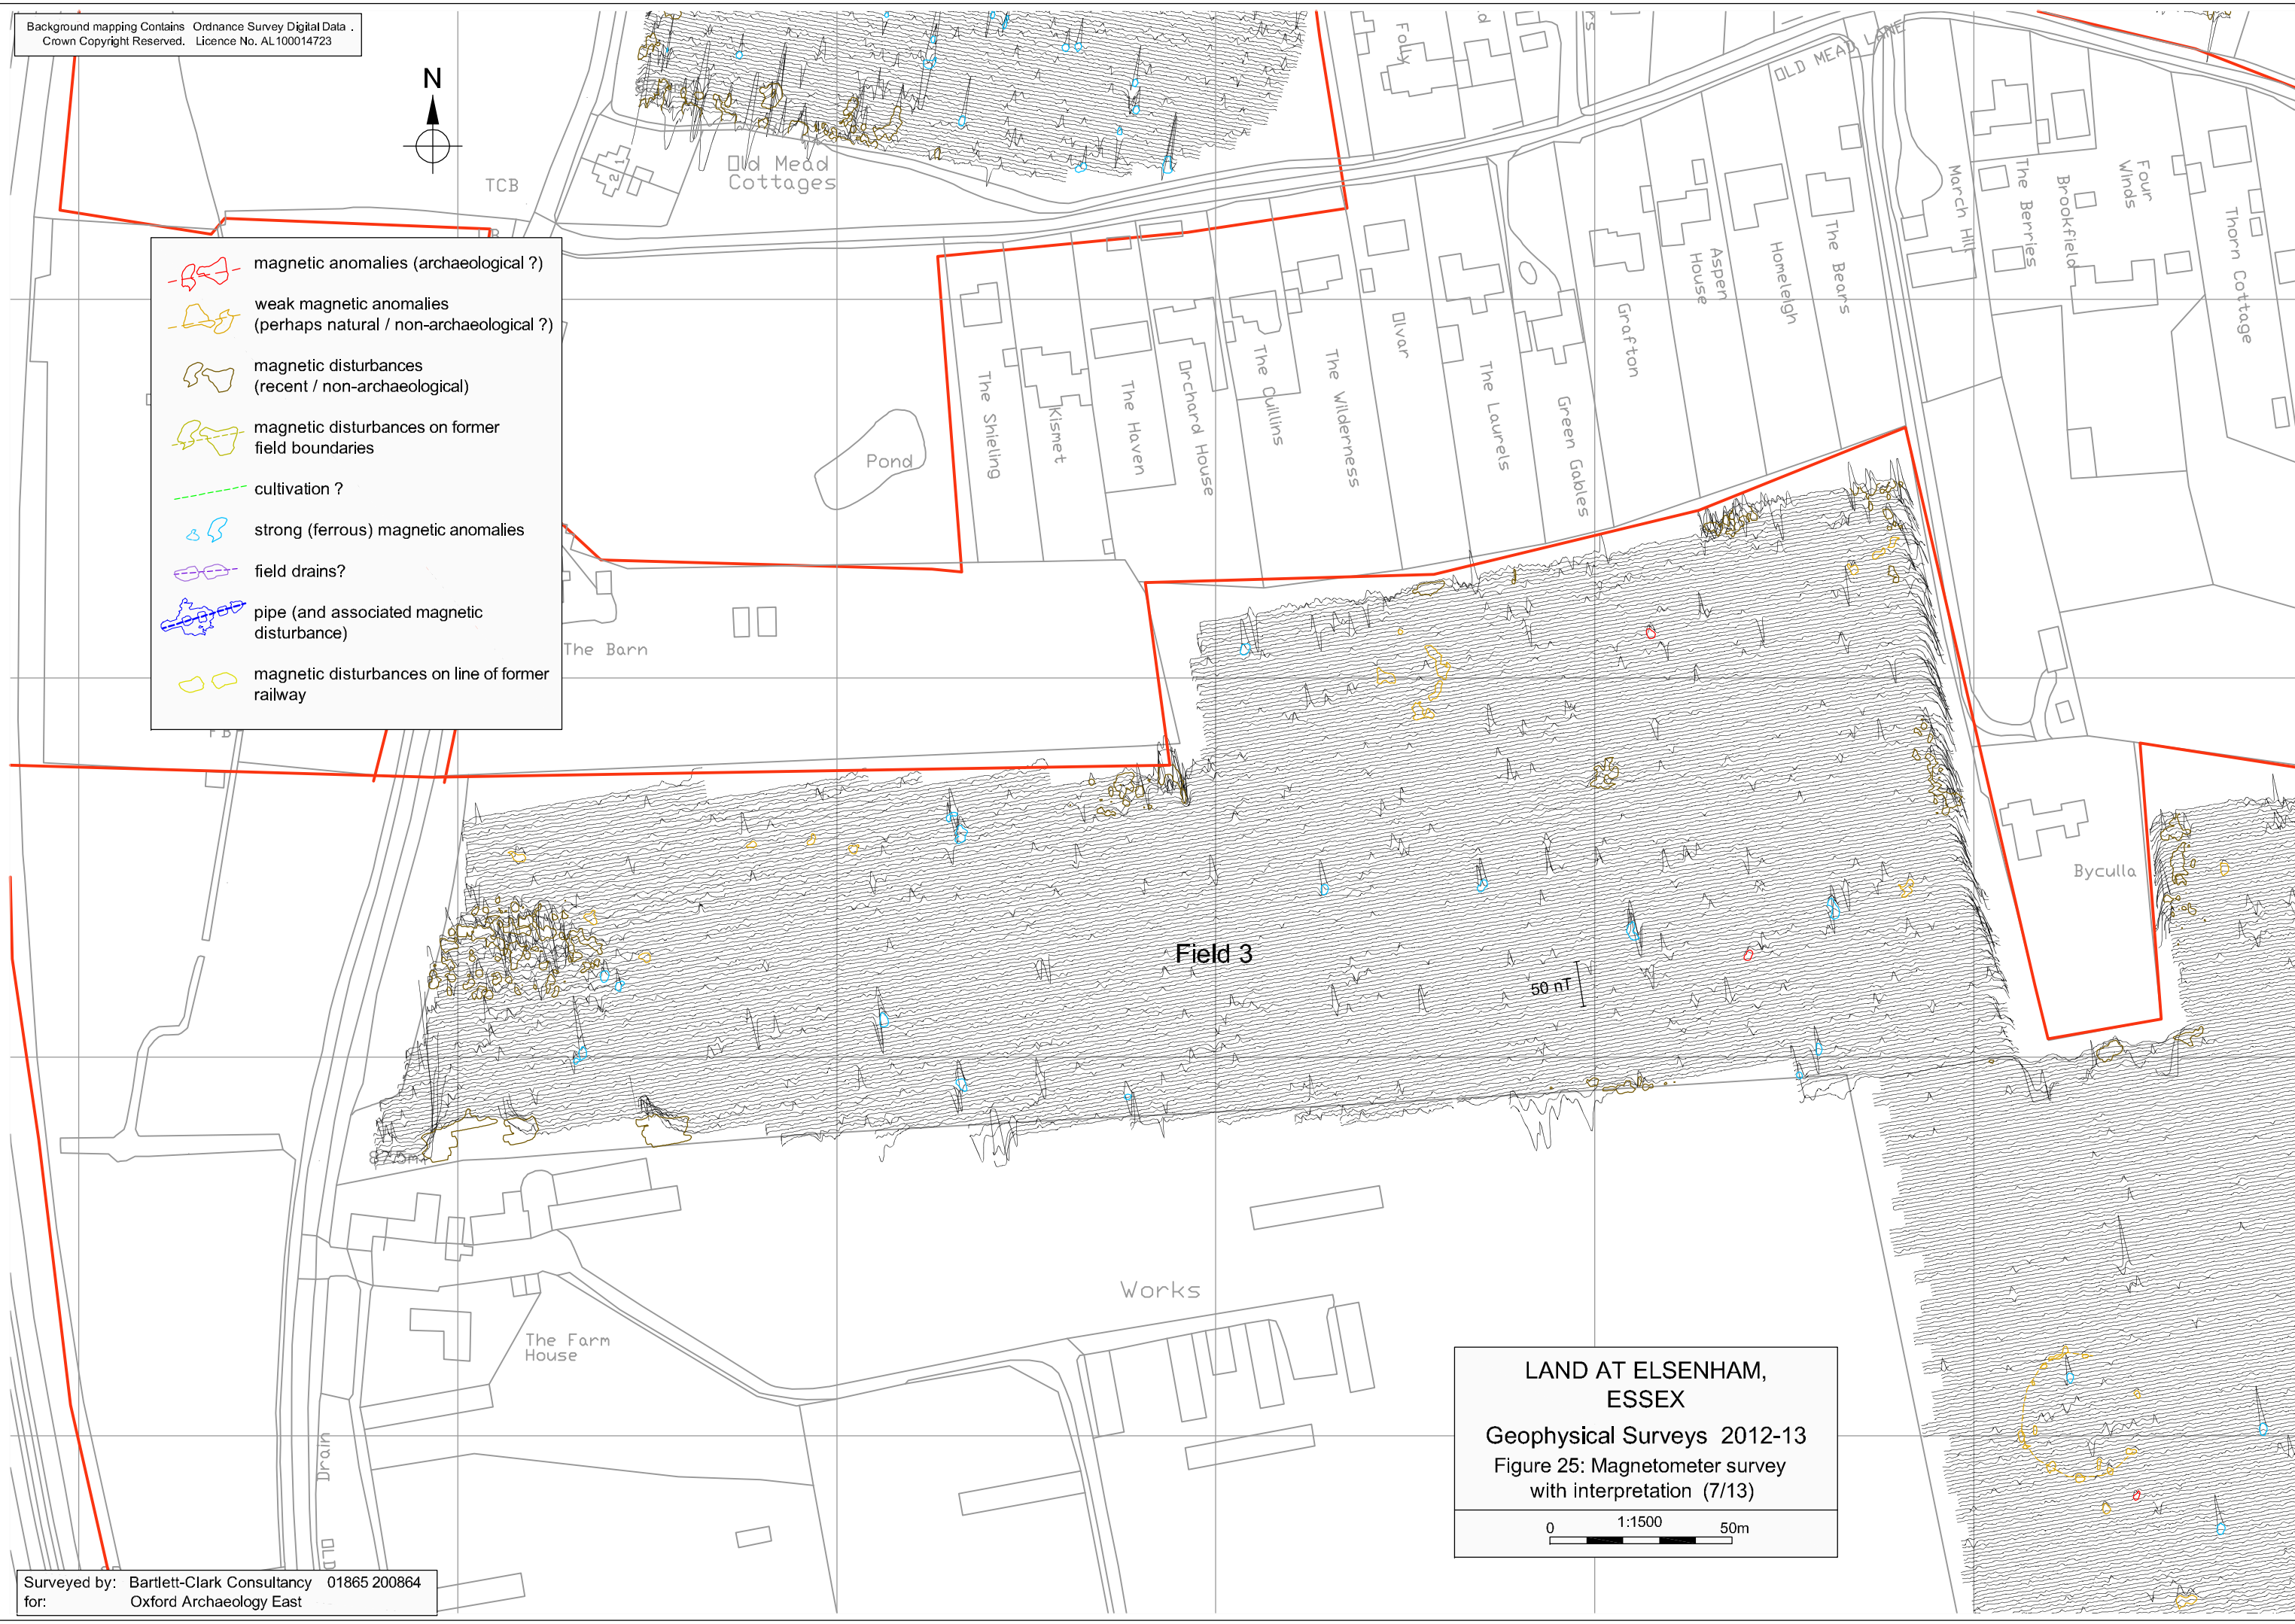 Background mapping Contains Ordnance Survey Digital Data .
Crown Copyright Reserved. Licence No. AL100014723
N
TCB
2
1
Old Mead
Cottages
Folly
OLD MEAD LANE
March Hill
The Berries
Brookfield
Four
Winds
Thorn Cottage
magnetic anomalies (archaeological ?)
weak magnetic anomalies
(perhaps natural / non-archaeological ?)
magnetic disturbances
(recent / non-archaeological)
magnetic disturbances on former
field boundaries
cultivation ?
strong (ferrous) magnetic anomalies
field drains?
pipe (and associated magnetic
disturbance)
magnetic disturbances on line of former
railway
Pond
The Shieling
Kismet
The Haven
Orchard House
The Cuillins
The Wilderness
Olvar
The Laurels
Green Gables
Grafton
Aspen
House
Homeleigh
The Bears
The Barn
Byculla
Field 3
50 nT
Works
The Farm
House
Drain
OLD
LAND AT ELSENHAM,
ESSEX
Geophysical Surveys 2012-13
Figure 25: Magnetometer survey
with interpretation (7/13)
0 1:1500 50m
Surveyed by: Bartlett-Clark Consultancy 01865 200864
for: Oxford Archaeology East